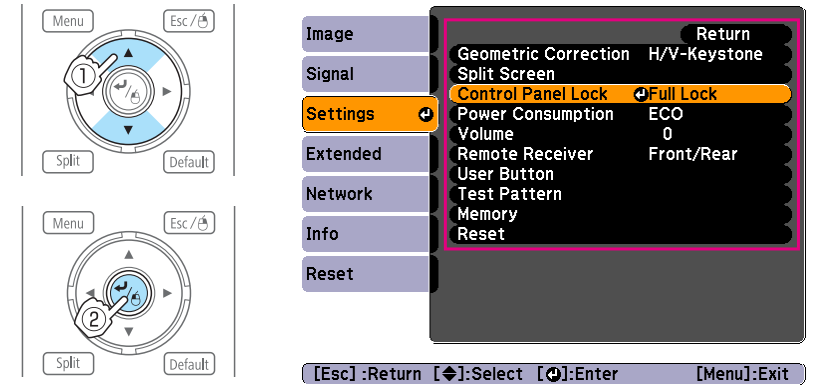 Menu
Esc /
1
Split
Default
Menu
Esc /
2
Split
Default
Image
Signal
Settings
Extended
Network
Info
Reset
Return
Geometric Correction H/V-Keystone
Split Screen
Control Panel Lock Full Lock
Power Consumption ECO
Volume 0
Remote Receiver Front/Rear
User Button
Test Pattern
Memory
Reset
[Esc] :Return [◆]:Select [⏎]:Enter [Menu]:Exit